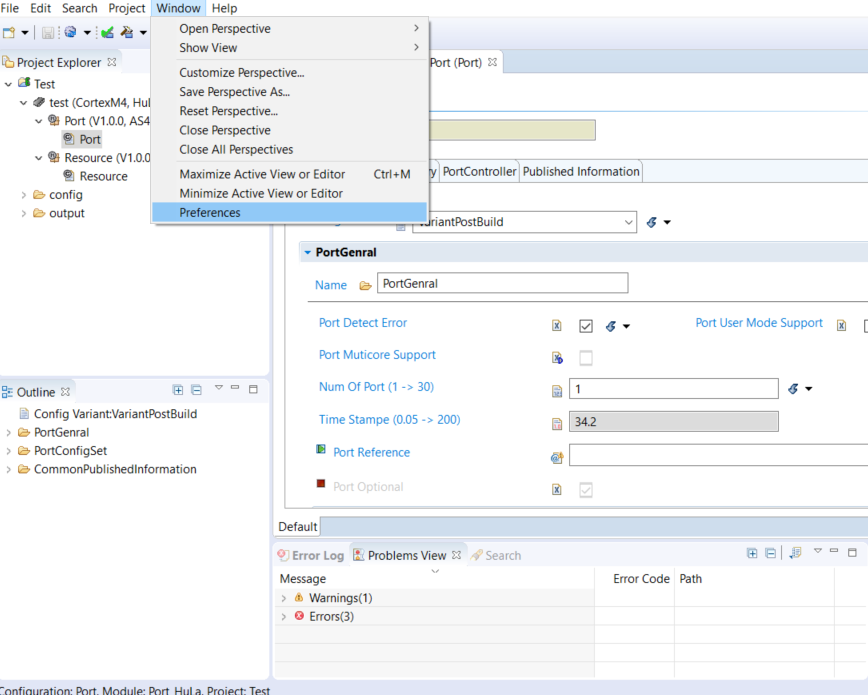 File Edit Search Project Window Help
Open Perspective
Show View
Customize Perspective...
Save Perspective As...
Reset Perspective...
Close Perspective
Close All Perspectives
Maximize Active View or Editor Ctrl+M
Minimize Active View or Editor
Preferences
Project Explorer
Test
test (CortexM4, HuL
Port (V1.0.0, AS4
Port
Resource (V1.0.0
Resource
config
output
Port (Port)
y PortController Published Information
VariantPostBuild
PortGenral
Name PortGenral
Port Detect Error Port User Mode Support
Port Muticore Support
Num Of Port (1 -> 30) 1
Time Stampe (0.05 -> 200) 34.2
Port Reference
Port Optional
Default
Outline
Config Variant:VariantPostBuild
PortGenral
PortConfigSet
CommonPublishedInformation
Error Log Problems View Search
Message Error Code Path
Warnings(1)
Errors(3)
Configuration: Port, Module: Port_HuLa, Project: Test